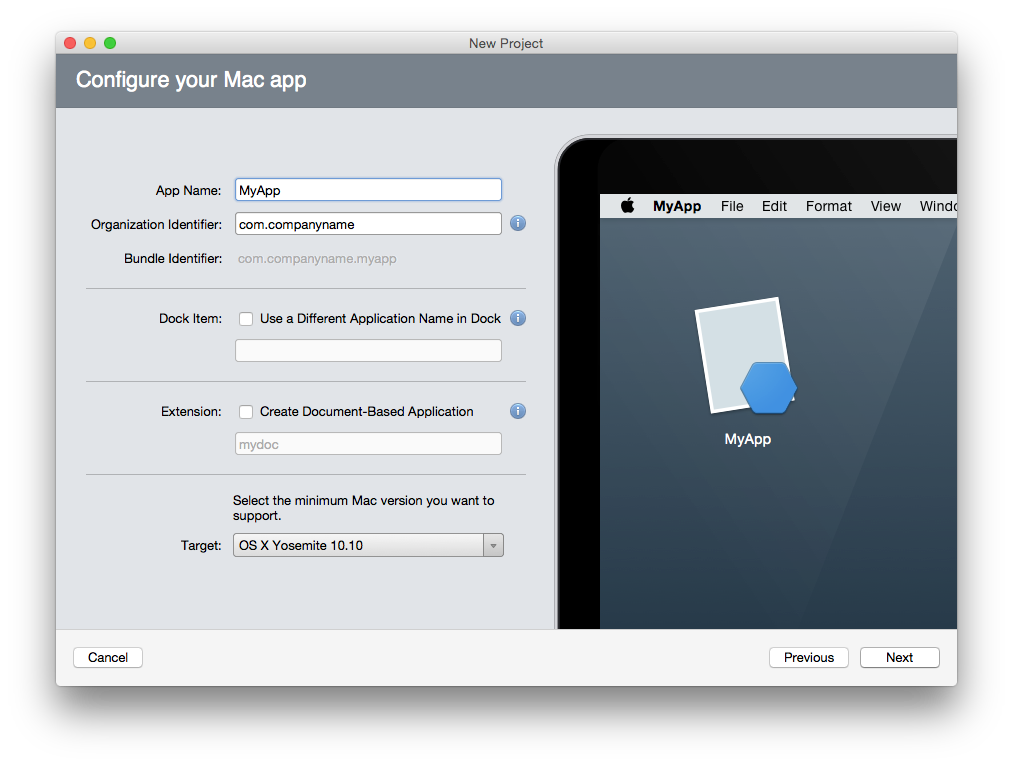 New Project
Configure your Mac app
App Name: MyApp
Organization Identifier: com.companyname
Bundle Identifier: com.companyname.myapp
Dock Item: Use a Different Application Name in Dock
Extension: Create Document-Based Application
mydoc
Select the minimum Mac version you want to
support.
Target: OS X Yosemite 10.10
MyApp File Edit Format View Windo
MyApp
Cancel Previous Next